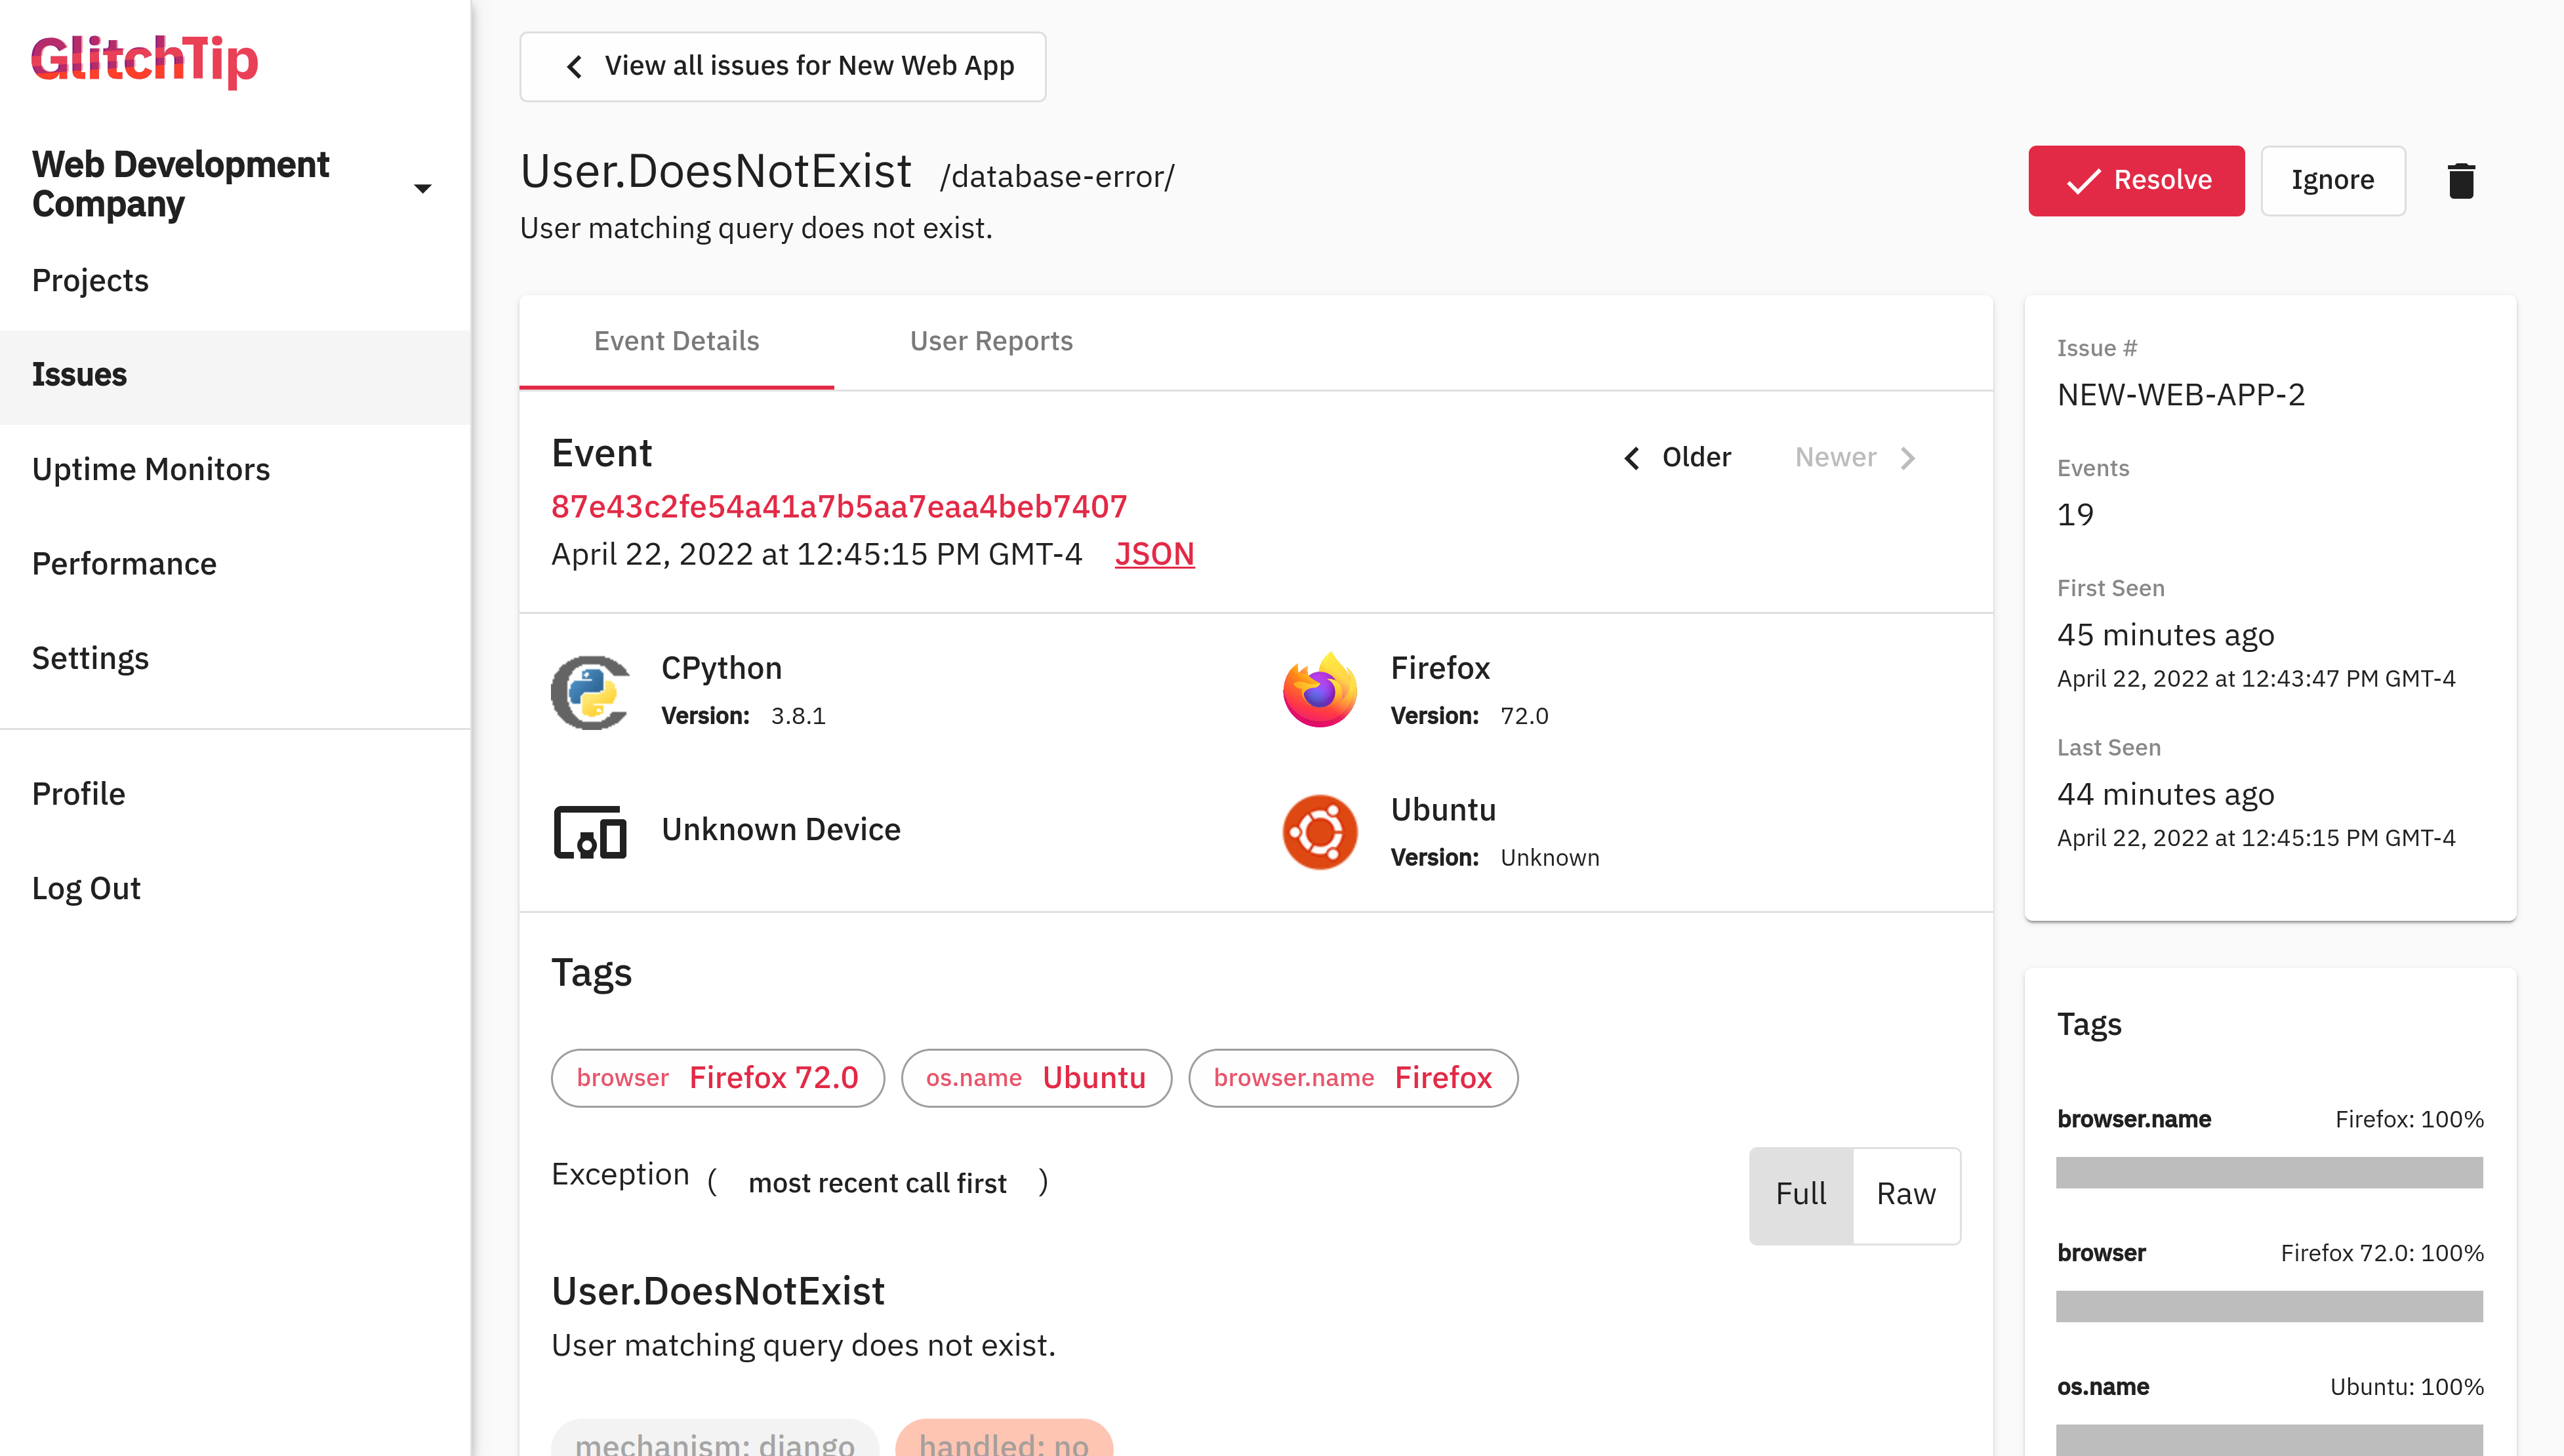 GlitchTip
Web Development
Company
Projects
Issues
Uptime Monitors
Performance
Settings
Profile
Log Out
View all issues for New Web App
User.DoesNotExist /database-error/
User matching query does not exist.
Resolve
Ignore
Event Details
User Reports
Event
Older
Newer
87e43c2fe54a41a7b5aa7eaa4beb7407
April 22, 2022 at 12:45:15 PM GMT-4 JSON
CPython
Version: 3.8.1
Firefox
Version: 72.0
Unknown Device
Ubuntu
Version: Unknown
Tags
browser Firefox 72.0
os.name Ubuntu
browser.name Firefox
Exception ( most recent call first )
Full
Raw
User.DoesNotExist
User matching query does not exist.
mechanism: django
handled: no
Issue #
NEW-WEB-APP-2
Events
19
First Seen
45 minutes ago
April 22, 2022 at 12:43:47 PM GMT-4
Last Seen
44 minutes ago
April 22, 2022 at 12:45:15 PM GMT-4
Tags
browser.name Firefox: 100%
browser Firefox 72.0: 100%
os.name Ubuntu: 100%